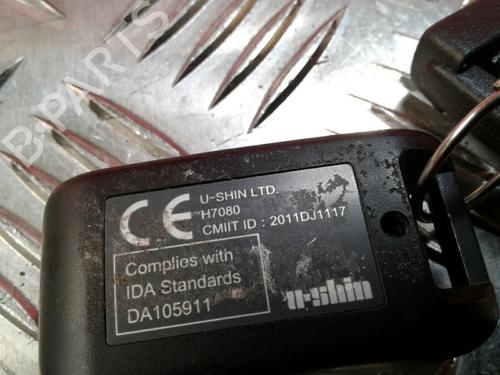 B-PARTS
CE
U-SHIN LTD.
H7080
CMIIT ID : 2011DJ1117
Complies with
IDA Standards
DA105911
u-shin